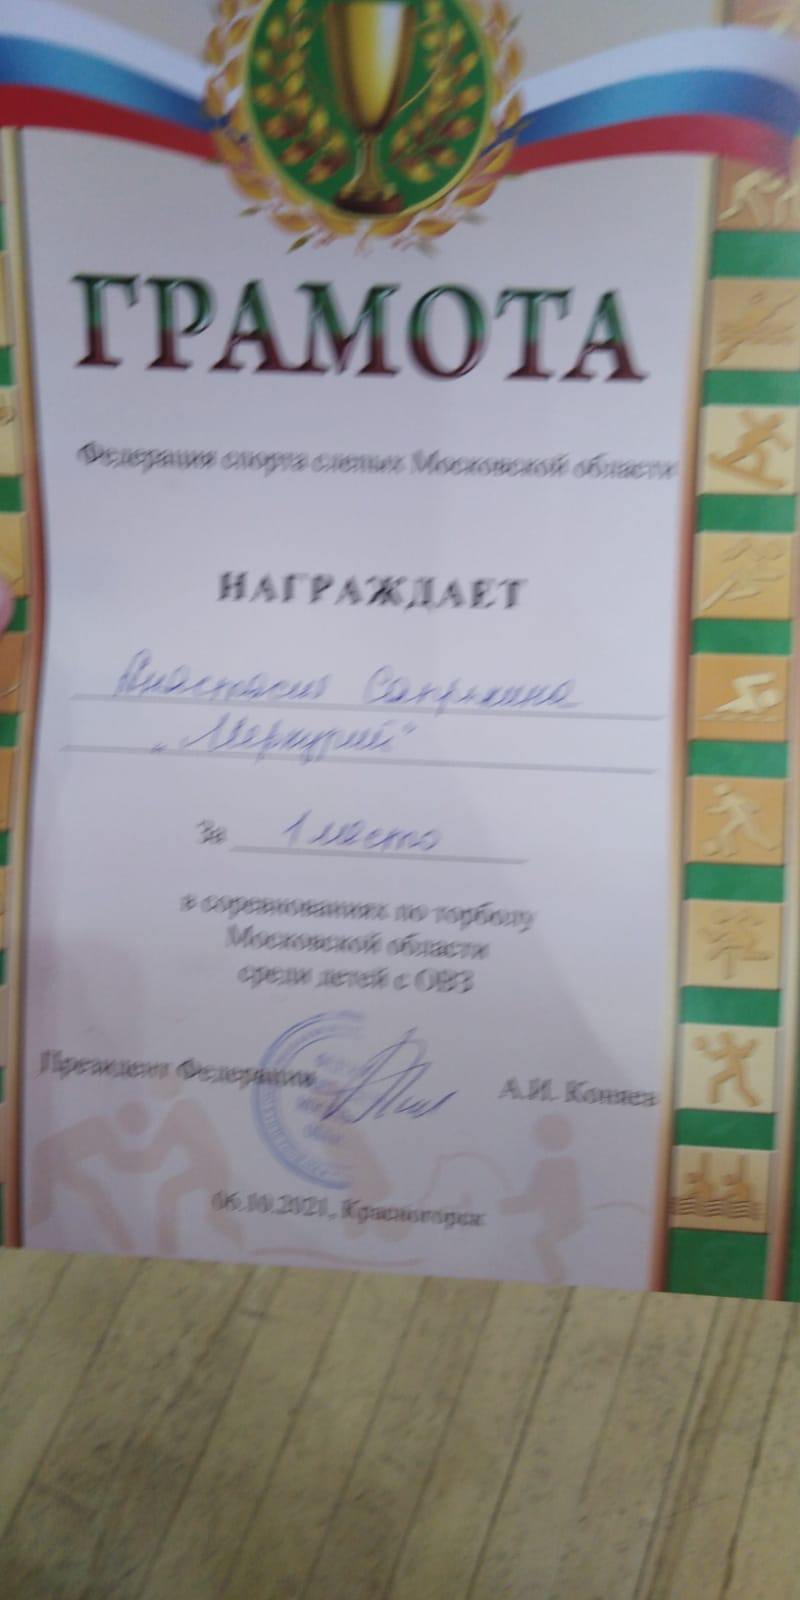 ГРАМОТА
Федерация спорта слепых Московской области
НАГРАЖДАЕТ
Анастасия Сапрыкина
„Меркурий“
За 1 место
в соревнованиях по торболу
Московской области
среди детей с ОВЗ
Президент Федерации А.И. Коняев
06.10.2021, Красногорск